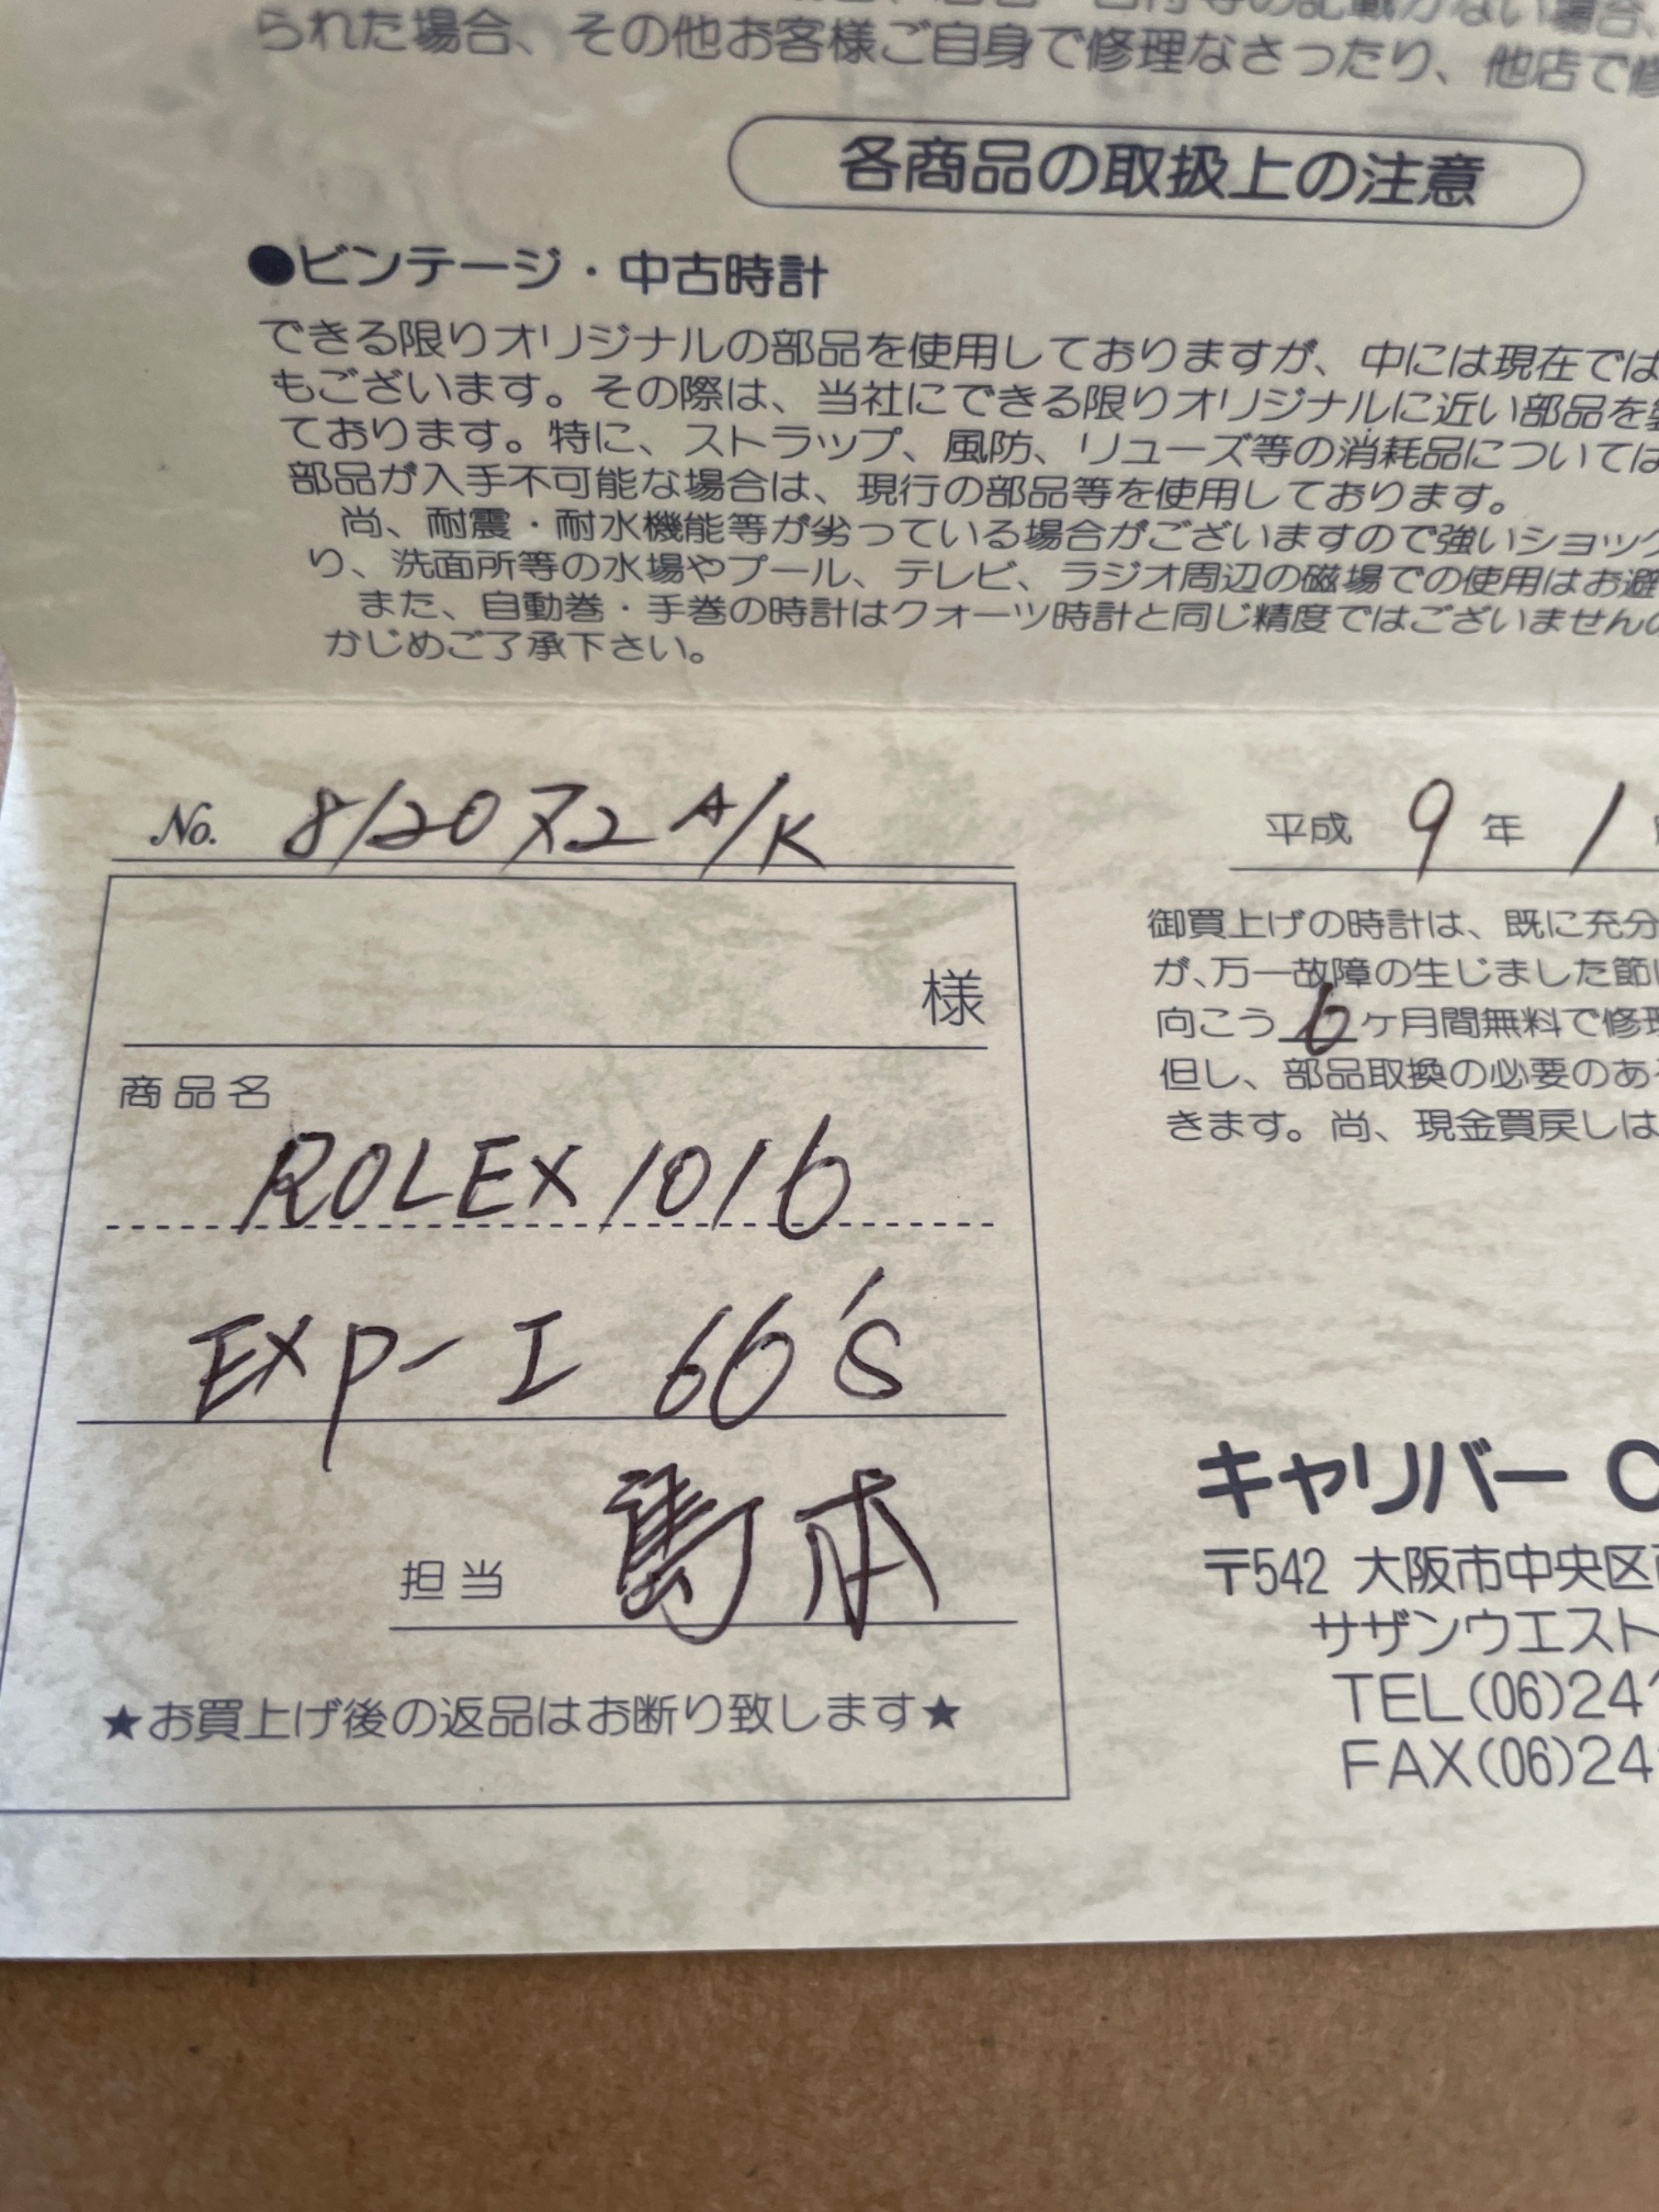 られた場合、その他お客様ご自身で修理なさったり、他店で修
各商品の取扱上の注意
●ビンテージ・中古時計
できる限りオリジナルの部品を使用しておりますが、中には現在では
もございます。その際は、当社にできる限りオリジナルに近い部品を
ております。特に、ストラップ、風防、リューズ等の消耗品については
部品が入手不可能な場合は、現行の部品等を使用しております。
尚、耐震・耐水機能等が劣っている場合がございますので強いショック
り、洗面所等の水場やプール、テレビ、ラジオ周辺の磁場での使用はお避
また、自動巻・手巻の時計はクォーツ時計と同じ精度ではございませんの
かじめご了承下さい。
No. 812072 A/K
平成 9 年 1
様
御買上げの時計は、既に充分
が、万一故障の生じました節に
向こう 6 ヶ月間無料で修理
但し、部品取換の必要のある
きます。尚、現金買戻しは
商品名
ROLEX 1016
EXP-I 66's
担当 島本
★お買上げ後の返品はお断り致します★
キャリバー C
〒542 大阪市中央区西
サザンウエスト
TEL(06)24
FAX(06)24